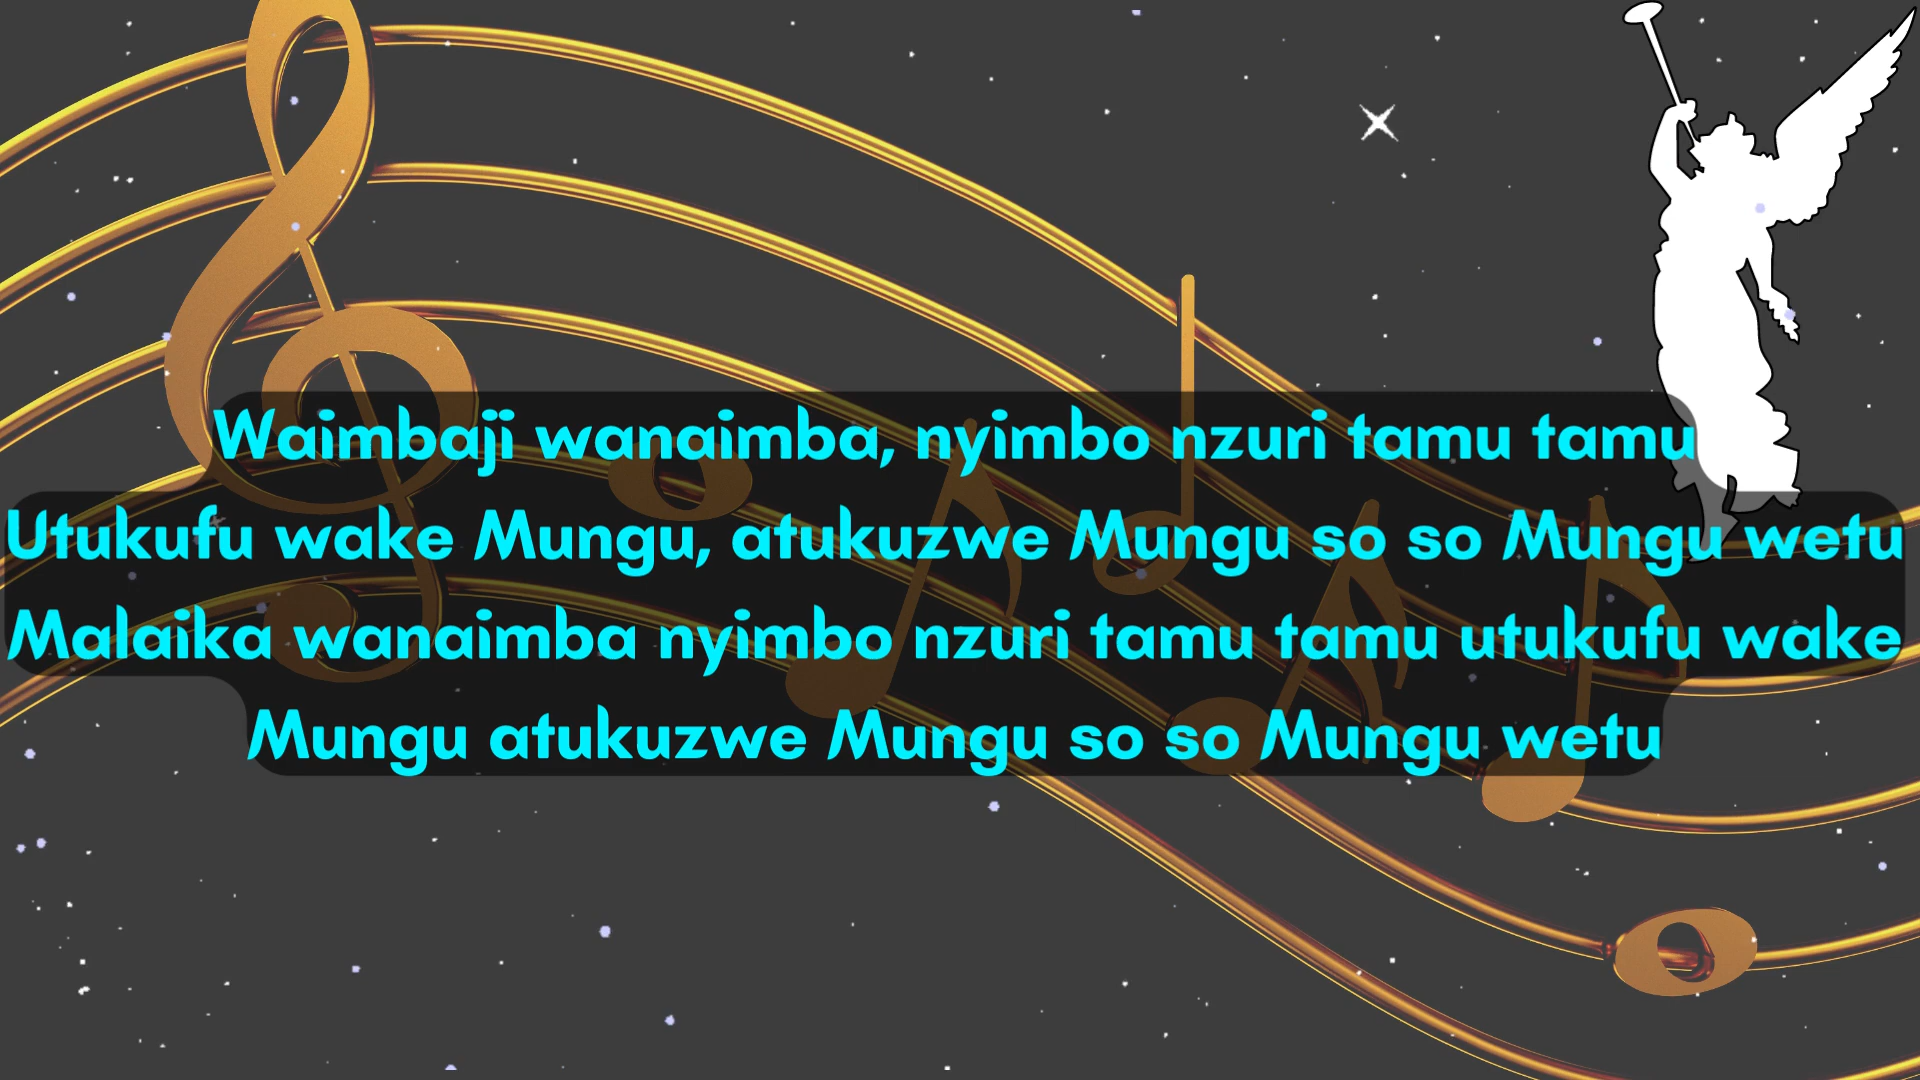 Waimbaji wanaimba, nyimbo nzuri tamu tamu
Utukufu wake Mungu, atukuzwe Mungu so so Mungu wetu
Malaika wanaimba nyimbo nzuri tamu tamu utukufu wake
Mungu atukuzwe Mungu so so Mungu wetu